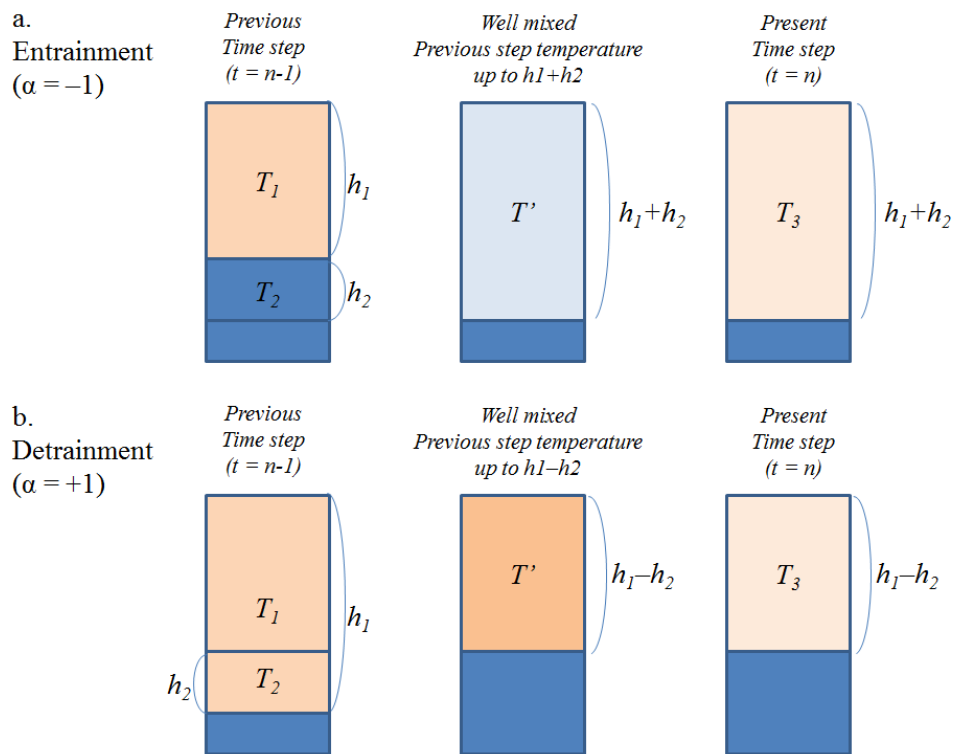 a.
Entrainment
(α = –1)
Previous
Time step
(t = n-1)
Well mixed
Previous step temperature
up to h1+h2
Present
Time step
(t = n)
T1
h1
T2
h2
T’
h1+h2
T3
h1+h2
b.
Detrainment
(α = +1)
Previous
Time step
(t = n-1)
Well mixed
Previous step temperature
up to h1–h2
Present
Time step
(t = n)
T1
h1
T2
h2
T’
h1–h2
T3
h1–h2